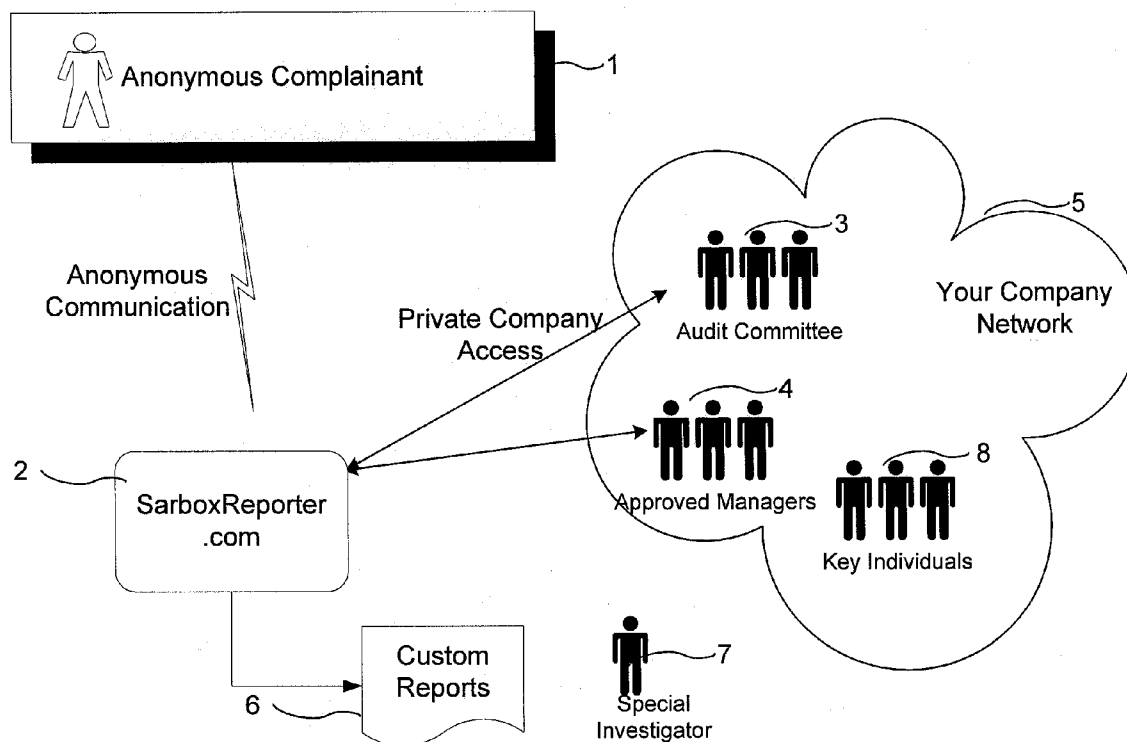 Anonymous Complainant
1
Anonymous
Communication
Private Company
Access
3
Audit Committee
5
Your Company
Network
4
Approved Managers
8
Key Individuals
2
SarboxReporter
.com
Custom
Reports
6
7
Special
Investigator